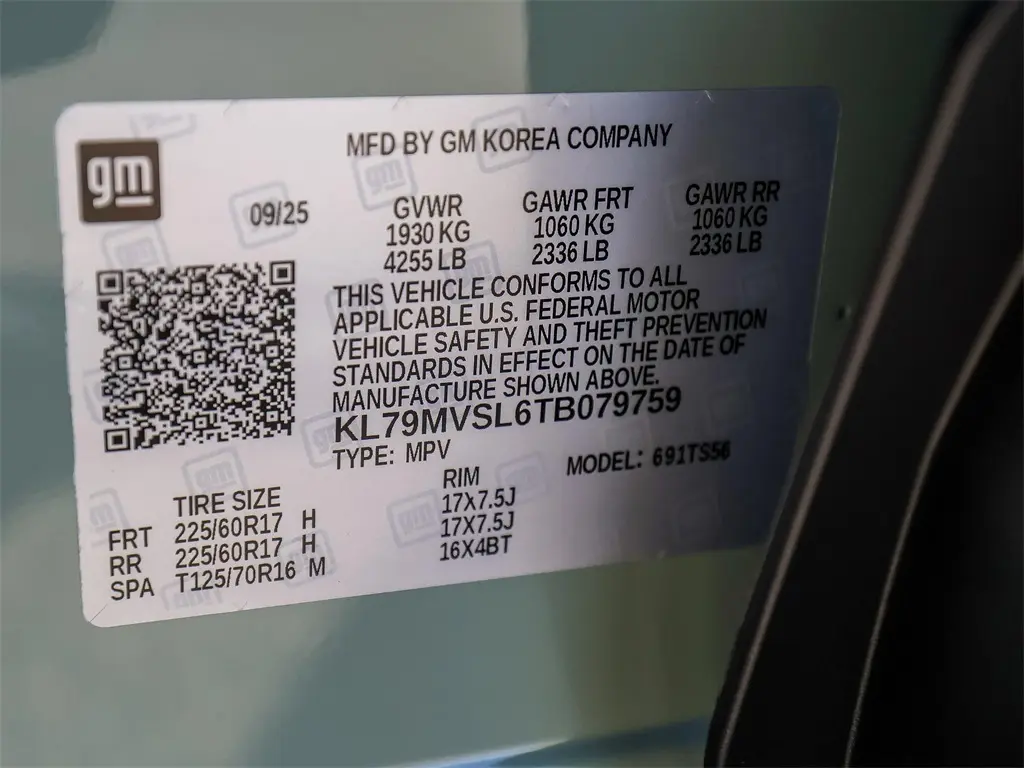 MFD BY GM KOREA COMPANY
gm
09/25
GVWR GAWR FRT GAWR RR
1930 KG 1060 KG 1060 KG
4255 LB 2336 LB 2336 LB
THIS VEHICLE CONFORMS TO ALL
APPLICABLE U.S. FEDERAL MOTOR
VEHICLE SAFETY AND THEFT PREVENTION
STANDARDS IN EFFECT ON THE DATE OF
MANUFACTURE SHOWN ABOVE.
KL79MVSL6TB079759
TYPE: MPV MODEL: 691TS56
TIRE SIZE RIM
FRT 225/60R17 H 17X7.5J
RR 225/60R17 H 17X7.5J
SPA T125/70R16 M 16X4BT